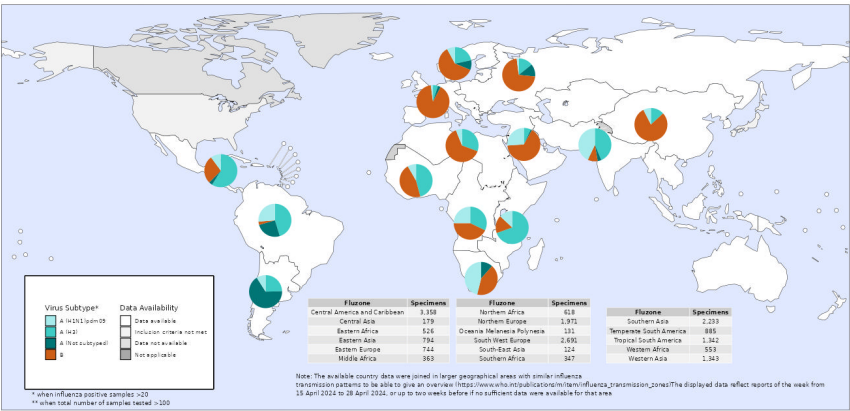 Fluzone Specimens
Central America and Caribbean 3,358
Central Asia 179
Eastern Africa 526
Eastern Asia 794
Eastern Europe 744
Middle Africa 363
Fluzone Specimens
Northern Africa 618
Northern Europe 1,971
Oceania Melanesia Polynesia 131
South West Europe 2,691
South-East Asia 124
Southern Africa 347
Fluzone Specimens
Southern Asia 2,233
Temperate South America 885
Tropical South America 1,342
Western Africa 553
Western Asia 1,343
Virus Subtype*
A (H1N1)pdm09
A (H3)
A (Not subtyped)
B
Data Availability
Data available
Inclusion criteria not met
Data not available
Not applicable
* when influenza positive samples >20
** when total number of samples tested >100
Note: The available country data were joined in larger geographical areas with similar influenza
transmission patterns to be able to give an overview (https://www.who.int/publications/m/item/influenza_transmission_zones)The displayed data reflect reports of the week from
15 April 2024 to 28 April 2024, or up to two weeks before if no sufficient data were available for that area